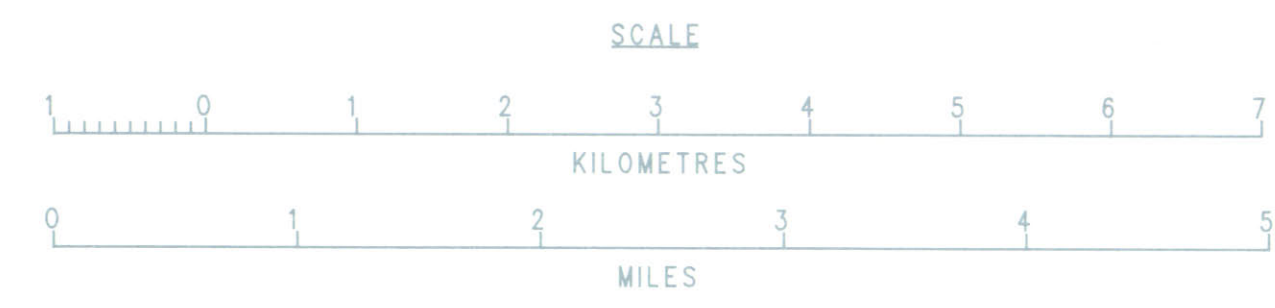 SCALE
1 0 1 2 3 4 5 6 7
KILOMETRES
0 1 2 3 4 5
MILES